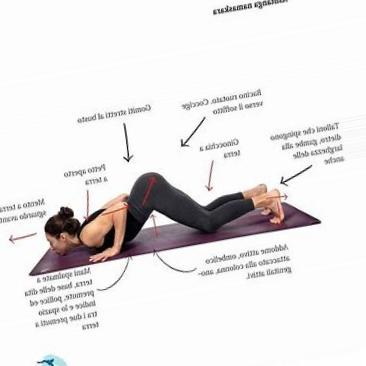 Ashtanga namaskara
Bacino ruotato. Coccige
verso il soffitto
Gomiti stretti al busto
Talloni che spingono
dietro, gambe alla
larghezza delle
anche
Ginocchia a
terra
Petto aperto
a terra
Mento a terra
sguardo avanti
Mani spalmate a
terra, base delle dita
premute, pollice ed
indice e lo spazio
tra i due premuti a
terra
Addome attivo, ombelico
attaccato alla colonna, ano-
genitali attivi.